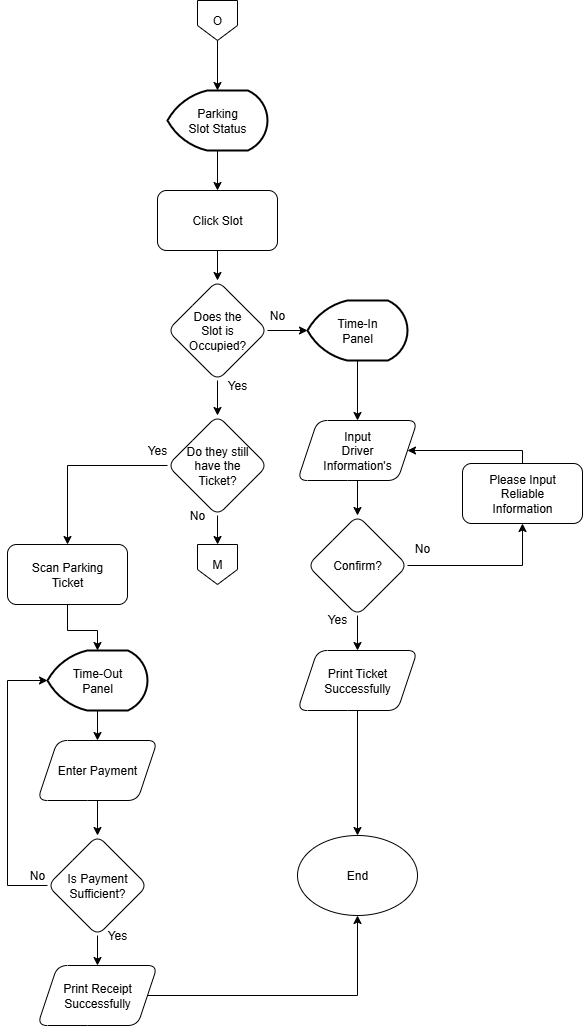 O
Parking
Slot Status
Click Slot
Does the
Slot is
Occupied?
No
Time-In
Panel
Yes
Do they still
have the
Ticket?
Yes
No
M
Input
Driver
Information's
Please Input
Reliable
Information
Confirm?
No
Yes
Scan Parking
Ticket
Time-Out
Panel
Print Ticket
Successfully
Enter Payment
Is Payment
Sufficient?
No
Yes
End
Print Receipt
Successfully